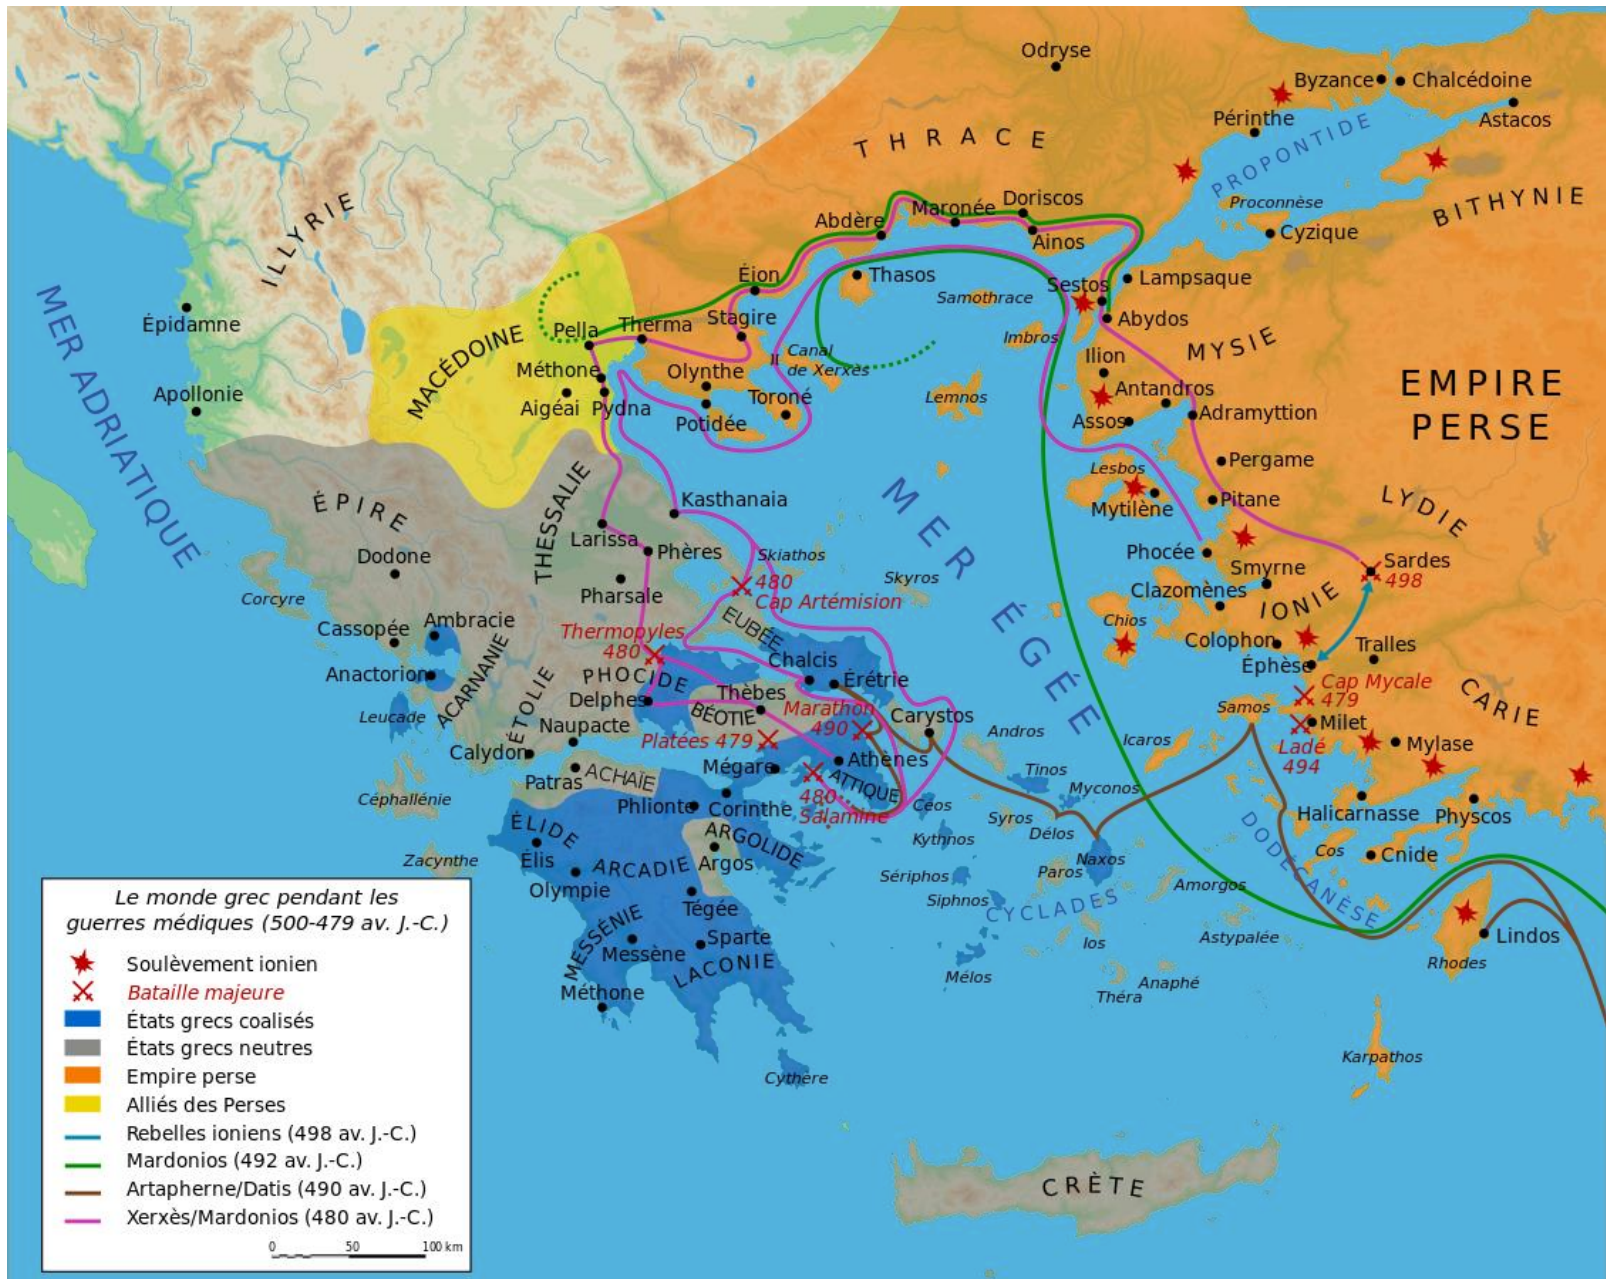 Odryse
Byzance
Chalcédoine
Périnthe
Astacos
THRACE
PROPONTIDE
BITHYNIE
Proconnèse
Cyzique
ILLYRIE
Abdère
Maronée
Doriscos
Ainos
Éion
Thasos
Samothrace
Sestos
Lampsaque
MER ADRIATIQUE
Épidamne
Pella
Therma
Stagire
Imbros
Abydos
MACÉDOINE
Méthone
Olynthe
Canal
de Xerxès
Ilion
MYSIE
EMPIRE
PERSE
Apollonie
Aigéai
Pydna
Potidée
Toroné
Lemnos
Antandros
Assos
Adramyttion
ÉPIRE
THESSALIE
Kasthanaia
MER ÉGÉE
Lesbos
Mytilène
Pergame
Pitane
LYDIE
Dodone
Larissa
Phères
Skiathos
Skyros
Phocée
Smyrne
Sardes
498
Corcyre
Pharsale
480
Cap Artémision
Clazomènes
IONIE
Cassopée
Ambracie
Thermopyles
480
EUBÉE
Chios
Colophon
Tralles
Éphèse
Anactorion
ACARNANIE
PHOCIDE
Chalcis
Érétrie
Cap Mycale
479
CARIE
Leucade
ÉTOLIE
Delphes
Thèbes
BÉOTIE
Marathon
490
Carystos
Samos
Milet
Naupacte
Platées 479
Andros
Icaros
Ladé
494
Mylase
Calydon
Patras
ACHAÏE
Mégare
Athènes
ATTIQUE
Tinos
Myconos
Céphallénie
Phlionte
Corinthe
480
Salamine
Céos
Syros
Délos
Halicarnasse
Physcos
ÉLIDE
Élis
ARCADIE
ARGOLIDE
Argos
Kythnos
DODÉCANÈSE
Cos
Cnide
Zacynthe
Olympie
Sériphos
Paros
Naxos
Amorgos
Tégée
Siphnos
CYCLADES
MESSÉNIE
Messène
Sparte
LACONIE
Ios
Astypalée
Lindos
Rhodes
Méthone
Mélos
Théra
Anaphé
Karpathos
Cythère
CRÈTE
Le monde grec pendant les
guerres médiques (500-479 av. J.-C.)
Soulèvement ionien
Bataille majeure
États grecs coalisés
États grecs neutres
Empire perse
Alliés des Perses
Rebelles ioniens (498 av. J.-C.)
Mardonios (492 av. J.-C.)
Artapherne/Datis (490 av. J.-C.)
Xerxès/Mardonios (480 av. J.-C.)
0 50 100 km